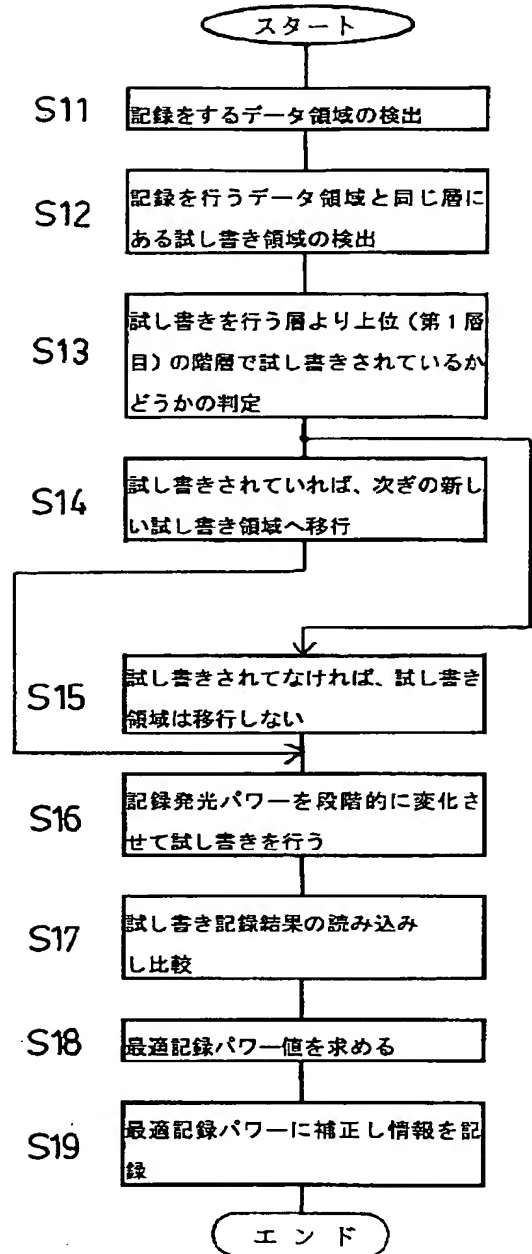 スタート
S11
記録をするデータ領域の検出
S12
記録を行うデータ領域と同じ層に
ある試し書き領域の検出
S13
試し書きを行う層より上位(第1層
目)の階層で試し書きされているか
どうかの判定
S14
試し書きされていれば、次ぎの新し
い試し書き領域へ移行
S15
試し書きされてなければ、試し書き
領域は移行しない
S16
記録発光パワーを段階的に変化さ
せて試し書きを行う
S17
試し書き記録結果の読み込み
し比較
S18
最適記録パワー値を求める
S19
最適記録パワーに補正し情報を記
録
エンド